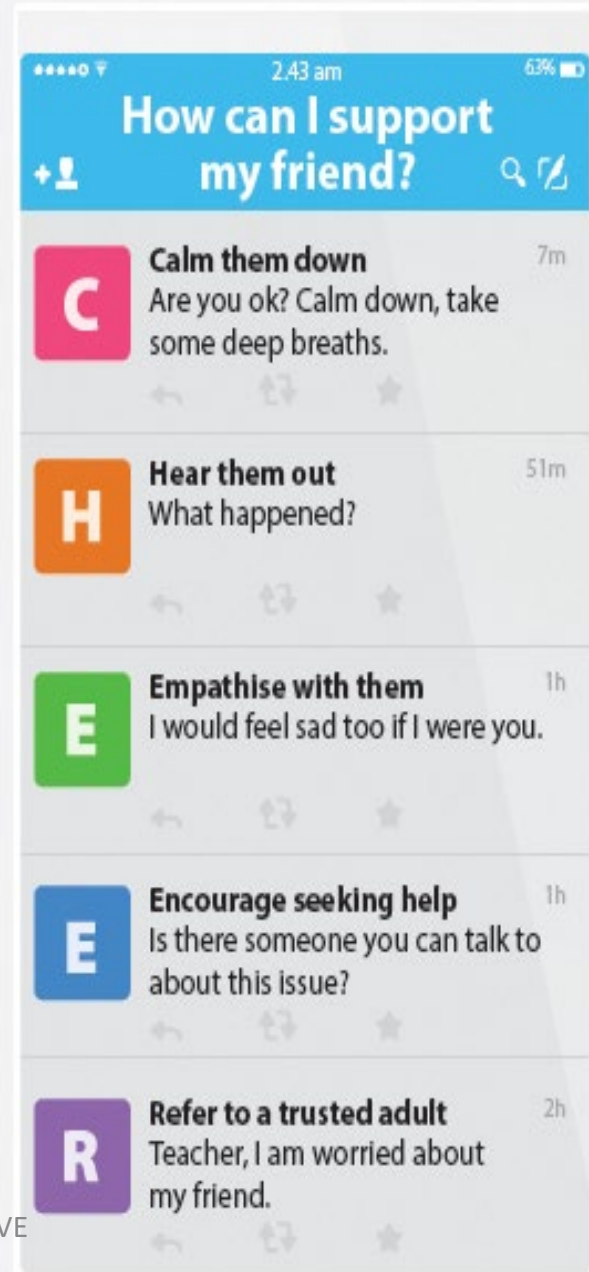 2.43 am
63%
How can I support
my friend?
C
Calm them down
7m
Are you ok? Calm down, take
some deep breaths.
H
Hear them out
51m
What happened?
E
Empathise with them
1h
I would feel sad too if I were you.
E
Encourage seeking help
1h
Is there someone you can talk to
about this issue?
R
Refer to a trusted adult
2h
Teacher, I am worried about
my friend.
VE